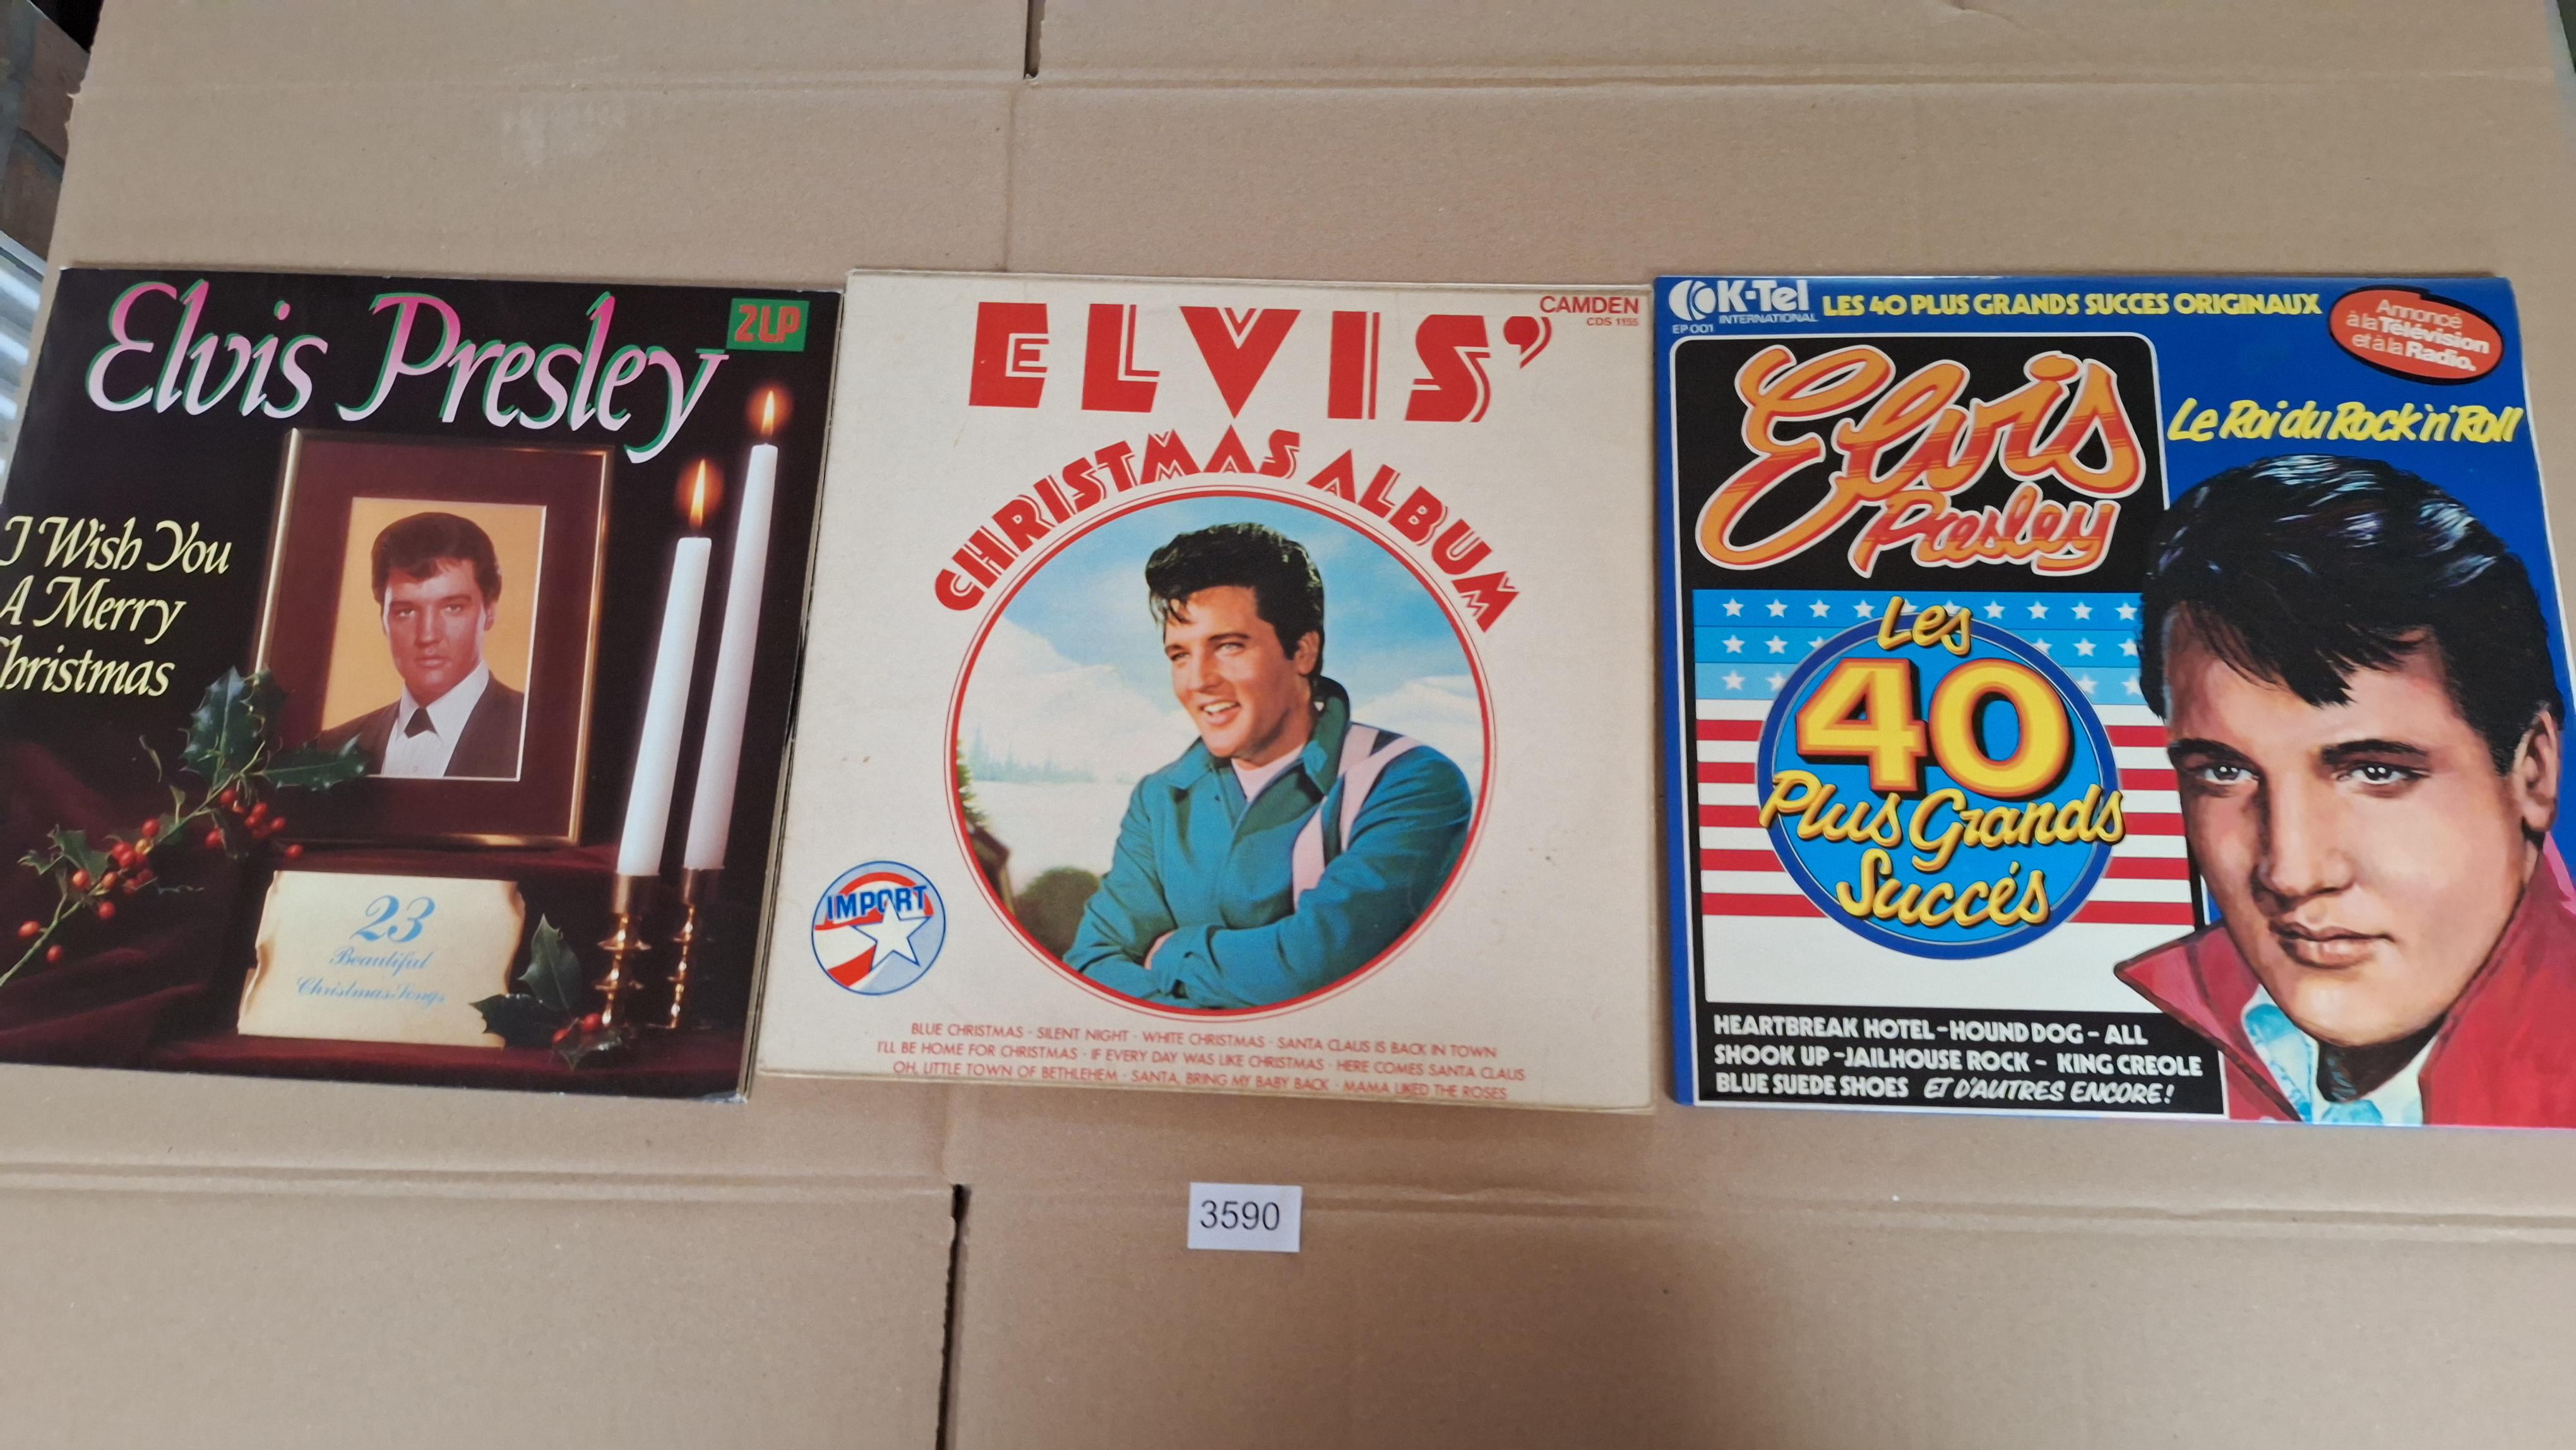 Elvis Presley
2LP
I Wish You
A Merry
Christmas
23
Beautiful
Christmas Songs
CAMDEN
CDS 1155
ELVIS'
CHRISTMAS ALBUM
IMPORT
BLUE CHRISTMAS · SILENT NIGHT · WHITE CHRISTMAS · SANTA CLAUS IS BACK IN TOWN
I'LL BE HOME FOR CHRISTMAS · IF EVERY DAY WAS LIKE CHRISTMAS · HERE COMES SANTA CLAUS
OH, LITTLE TOWN OF BETHLEHEM · SANTA, BRING MY BABY BACK · MAMA LIKED THE ROSES
K-Tel
INTERNATIONAL
EP 001
LES 40 PLUS GRANDS SUCCES ORIGINAUX
Annoncé
à la Télévision
et à la Radio.
Elvis
Presley
Le Roi du Rock 'n' Roll
Les
40
Plus Grands
Succés
HEARTBREAK HOTEL - HOUND DOG - ALL
SHOOK UP - JAILHOUSE ROCK - KING CREOLE
BLUE SUEDE SHOES ET D'AUTRES ENCORE!
3590